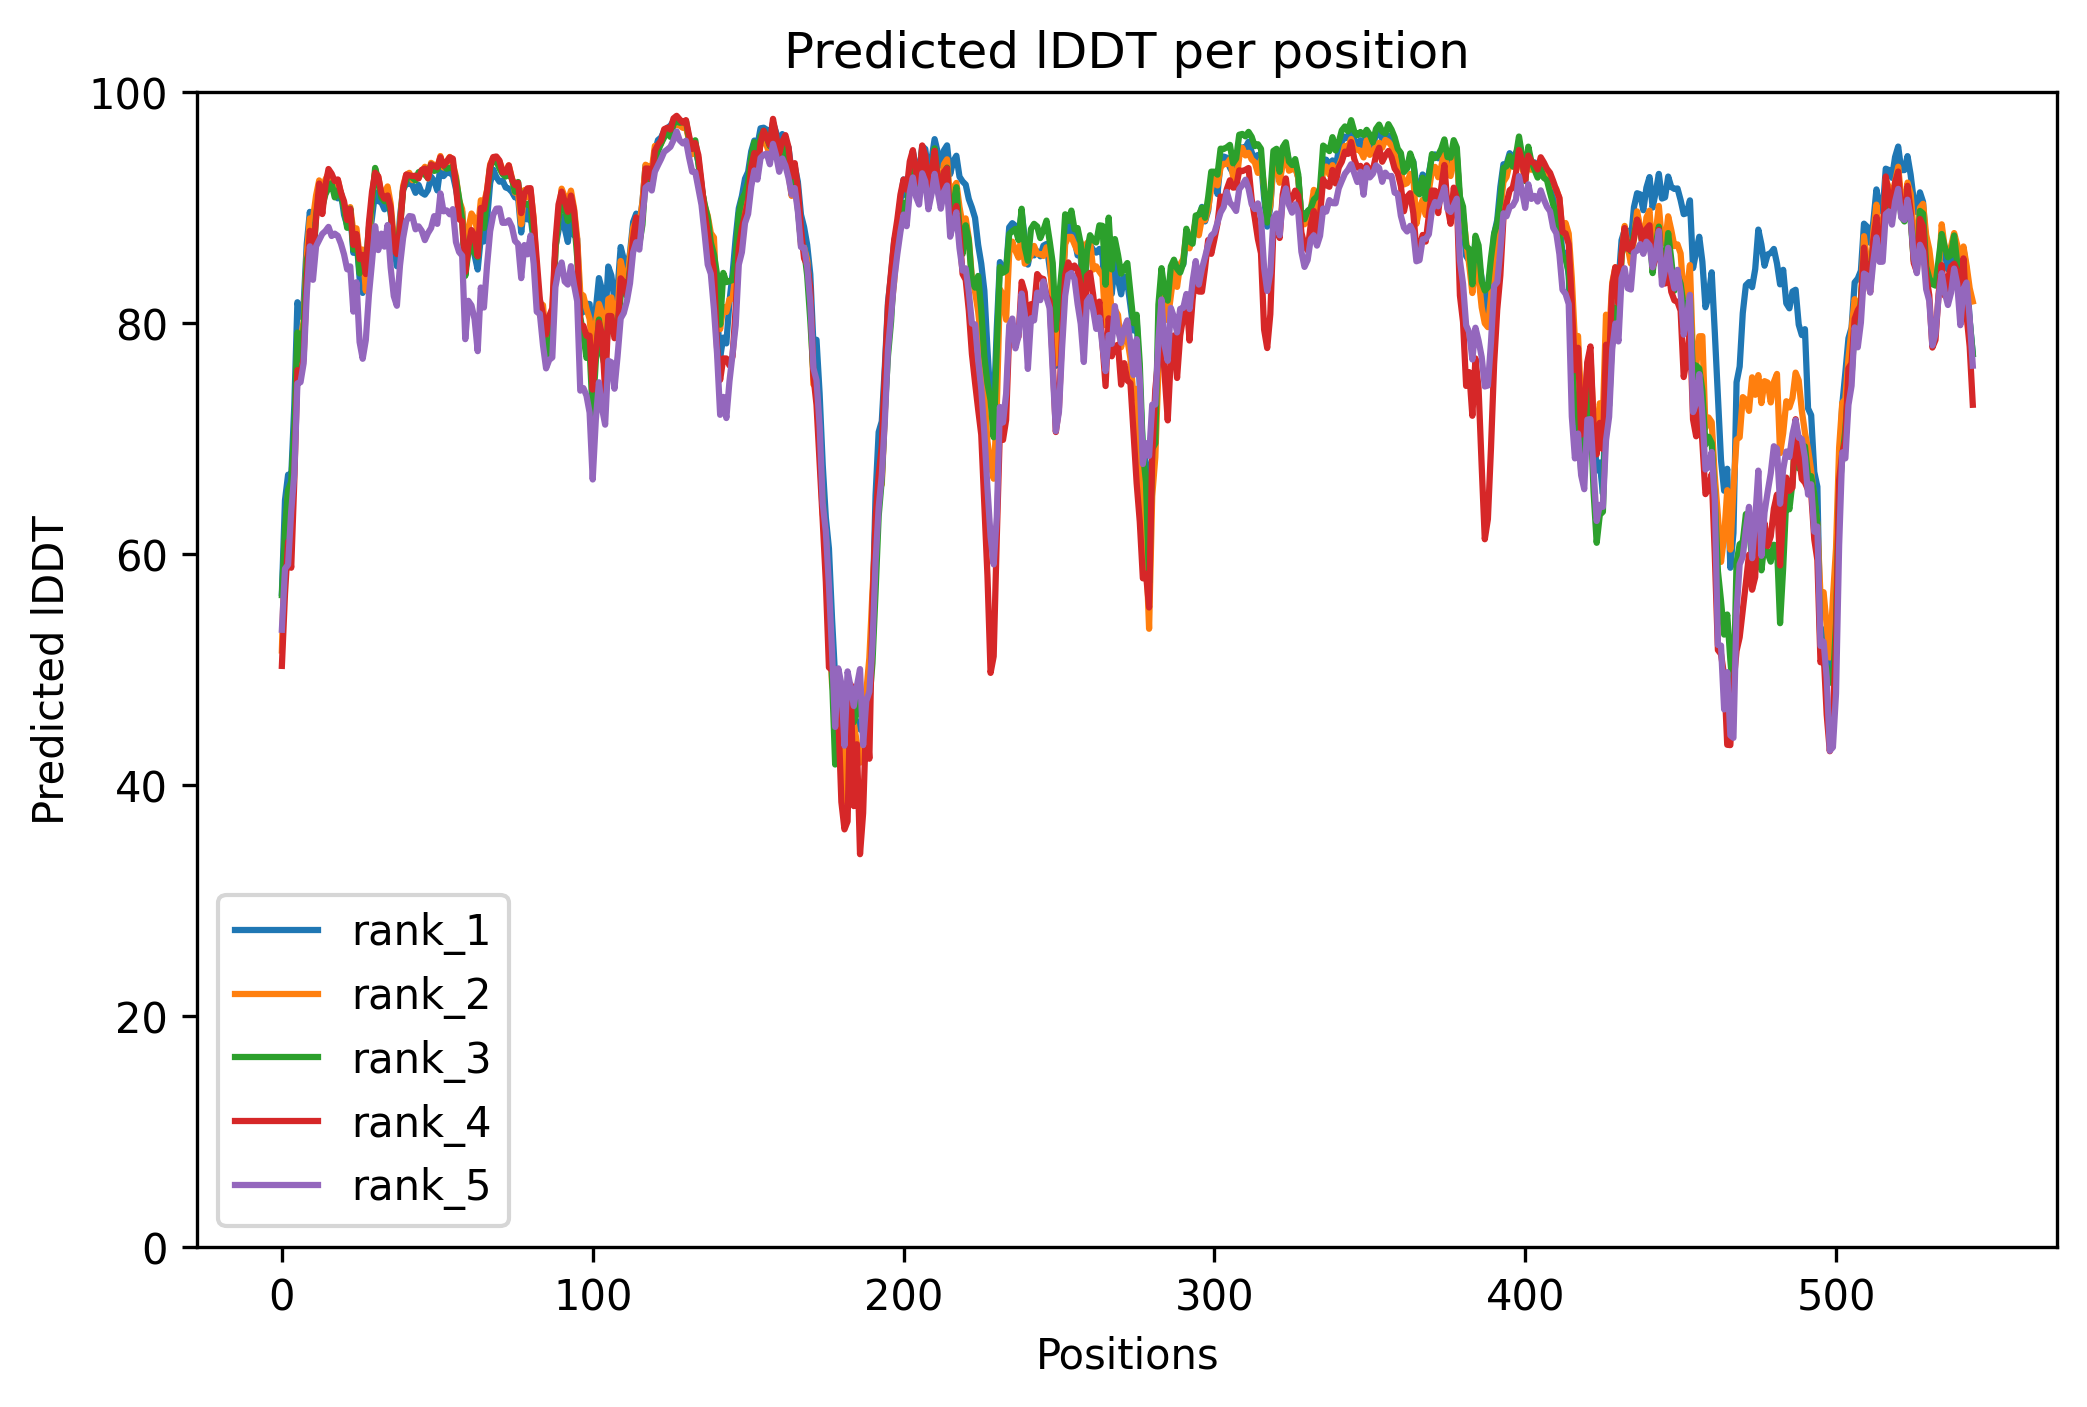 Predicted lDDT per position
Predicted lDDT
100
80
60
40
20
0
rank_1
rank_2
rank_3
rank_4
rank_5
0 100 200 300 400 500
Positions